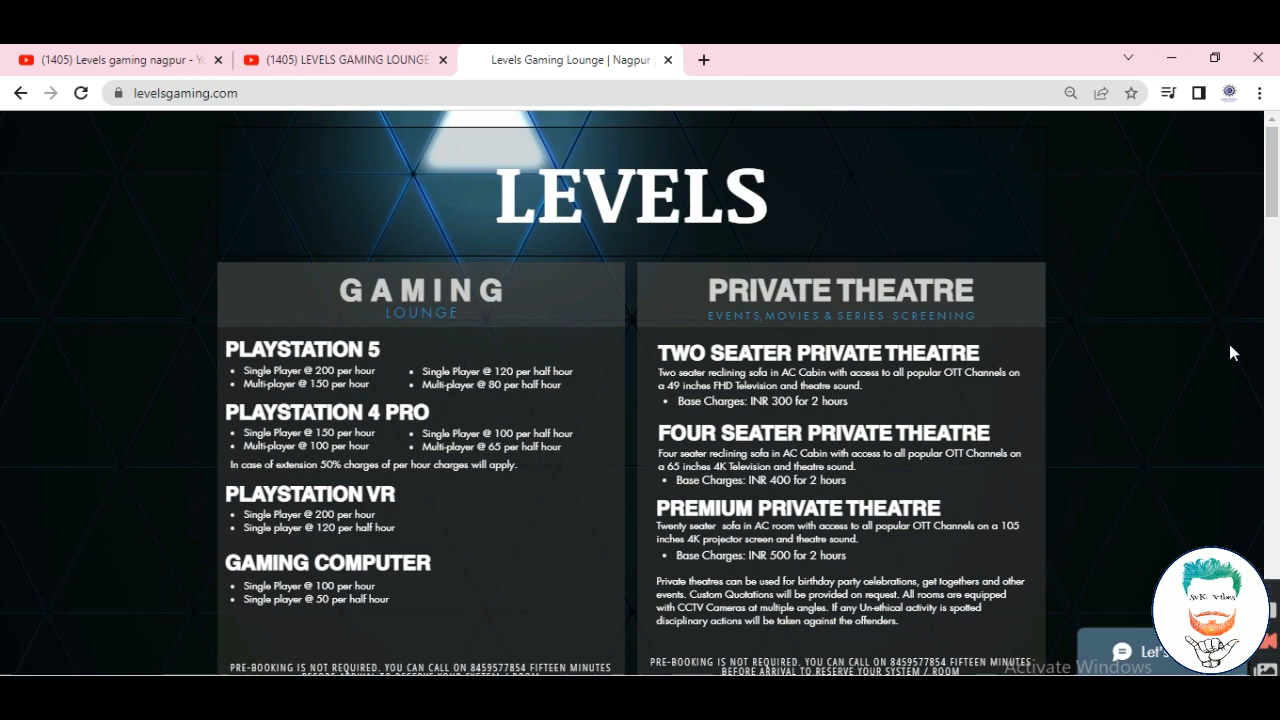 (1405) Levels gaming nagpur - Yo
(1405) LEVELS GAMING LOUNGE
Levels Gaming Lounge | Nagpur
levelsgaming.com
LEVELS
GAMING
LOUNGE
PLAYSTATION 5
Single Player @ 200 per hour
Multi-player @ 150 per hour
Single Player @ 120 per half hour
Multi-player @ 80 per half hour
PLAYSTATION 4 PRO
Single Player @ 150 per hour
Multi-player @ 100 per hour
Single Player @ 100 per half hour
Multi-player @ 65 per half hour
In case of extension 50% charges of per hour charges will apply.
PLAYSTATION VR
Single Player @ 200 per hour
Single player @ 120 per half hour
GAMING COMPUTER
Single Player @ 100 per hour
Single player @ 50 per half hour
PRE-BOOKING IS NOT REQUIRED. YOU CAN CALL ON 8459577854 FIFTEEN MINUTES
BEFORE ARRIVAL TO RESERVE YOUR SYSTEM / ROOM
PRIVATE THEATRE
EVENTS,MOVIES & SERIES SCREENING
TWO SEATER PRIVATE THEATRE
Two seater reclining sofa in AC Cabin with access to all popular OTT Channels on
a 49 inches FHD Television and theatre sound.
Base Charges: INR 300 for 2 hours
FOUR SEATER PRIVATE THEATRE
Four seater reclining sofa in AC Cabin with access to all popular OTT Channels on
a 65 inches 4K Television and theatre sound.
Base Charges: INR 400 for 2 hours
PREMIUM PRIVATE THEATRE
Twenty seater sofa in AC room with access to all popular OTT Channels on a 105
inches 4K projector screen and theatre sound.
Base Charges: INR 500 for 2 hours
Private theatres can be used for birthday party celebrations, get togethers and other
events. Custom Quotations will be provided on request. All rooms are equipped
with CCTV Cameras at multiple angles. If any Un-ethical activity is spotted
disciplinary actions will be taken against the offenders.
PRE-BOOKING IS NOT REQUIRED. YOU CAN CALL ON 8459577854 FIFTEEN MINUTES
BEFORE ARRIVAL TO RESERVE YOUR SYSTEM / ROOM
Let's
Activate Windows
SvK Vibes